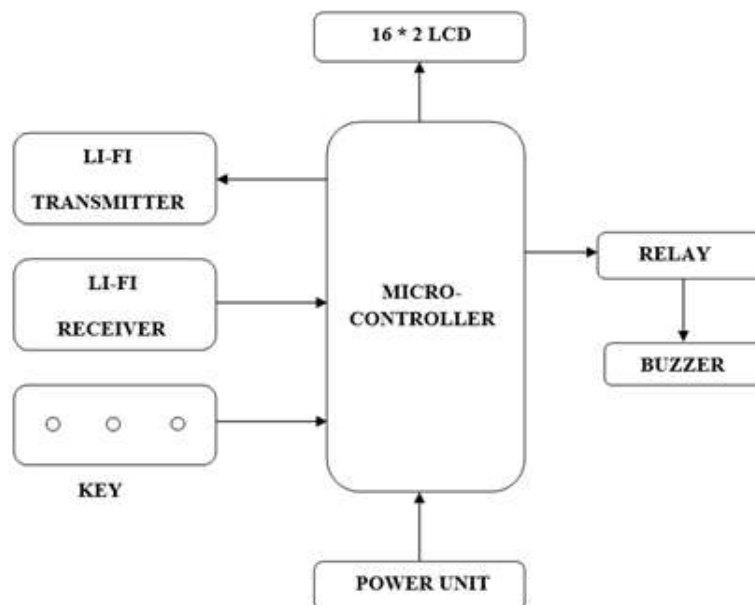 16 * 2 LCD
LI-FI
TRANSMITTER
LI-FI
RECEIVER
MICRO-
CONTROLLER
RELAY
BUZZER
KEY
POWER UNIT